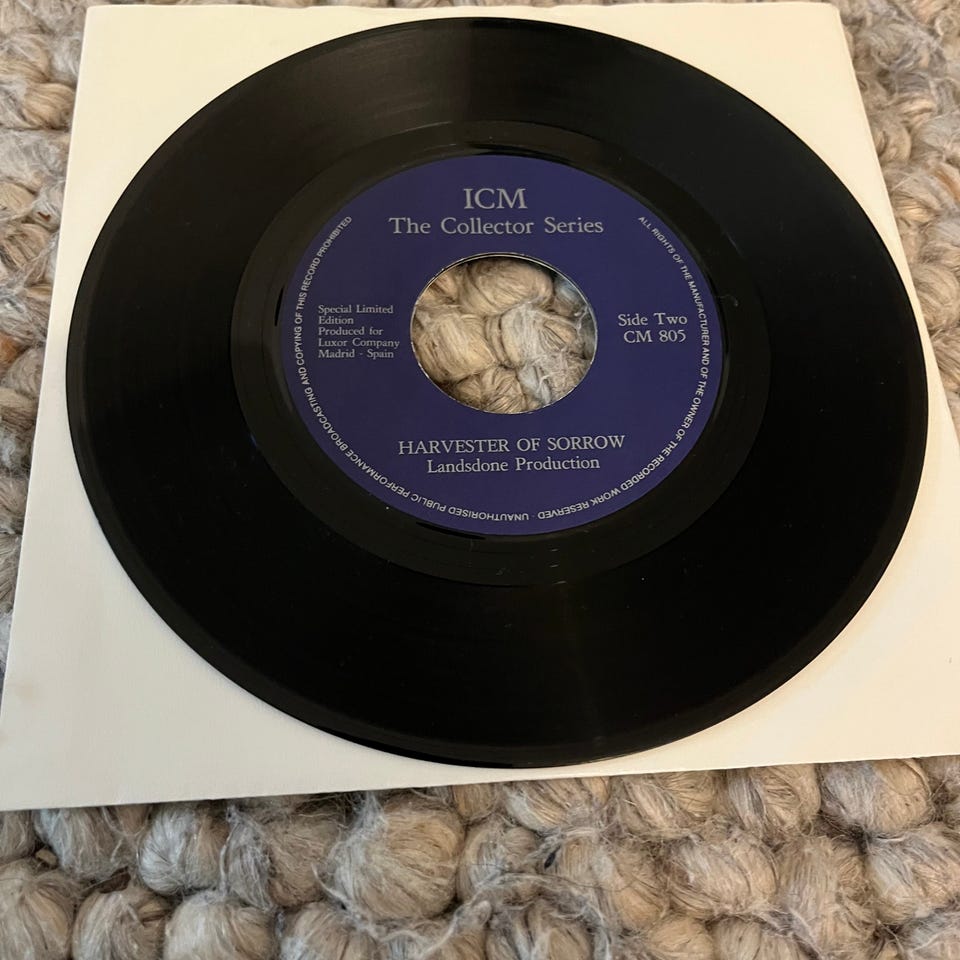 ICM
The Collector Series
Special Limited
Edition
Produced for
Luxor Company
Madrid - Spain
Side Two
CM 805
HARVESTER OF SORROW
Landsdone Production
ALL RIGHTS OF THE MANUFACTURER AND OF THE OWNER OF THE RECORDED WORK RESERVED · UNAUTHORISED PUBLIC PERFORMANCE BROADCASTING AND COPYING OF THIS RECORD PROHIBITED